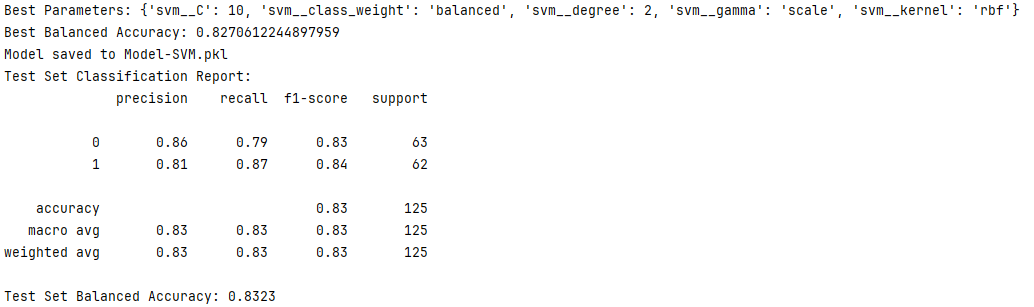 Best Parameters: {'svm__C': 10, 'svm__class_weight': 'balanced', 'svm__degree': 2, 'svm__gamma': 'scale', 'svm__kernel': 'rbf'}
Best Balanced Accuracy: 0.8270612244897959
Model saved to Model-SVM.pkl
Test Set Classification Report:
              precision    recall  f1-score   support

           0       0.86      0.79      0.83        63
           1       0.81      0.87      0.84        62

    accuracy                           0.83       125
   macro avg       0.83      0.83      0.83       125
weighted avg       0.83      0.83      0.83       125

Test Set Balanced Accuracy: 0.8323